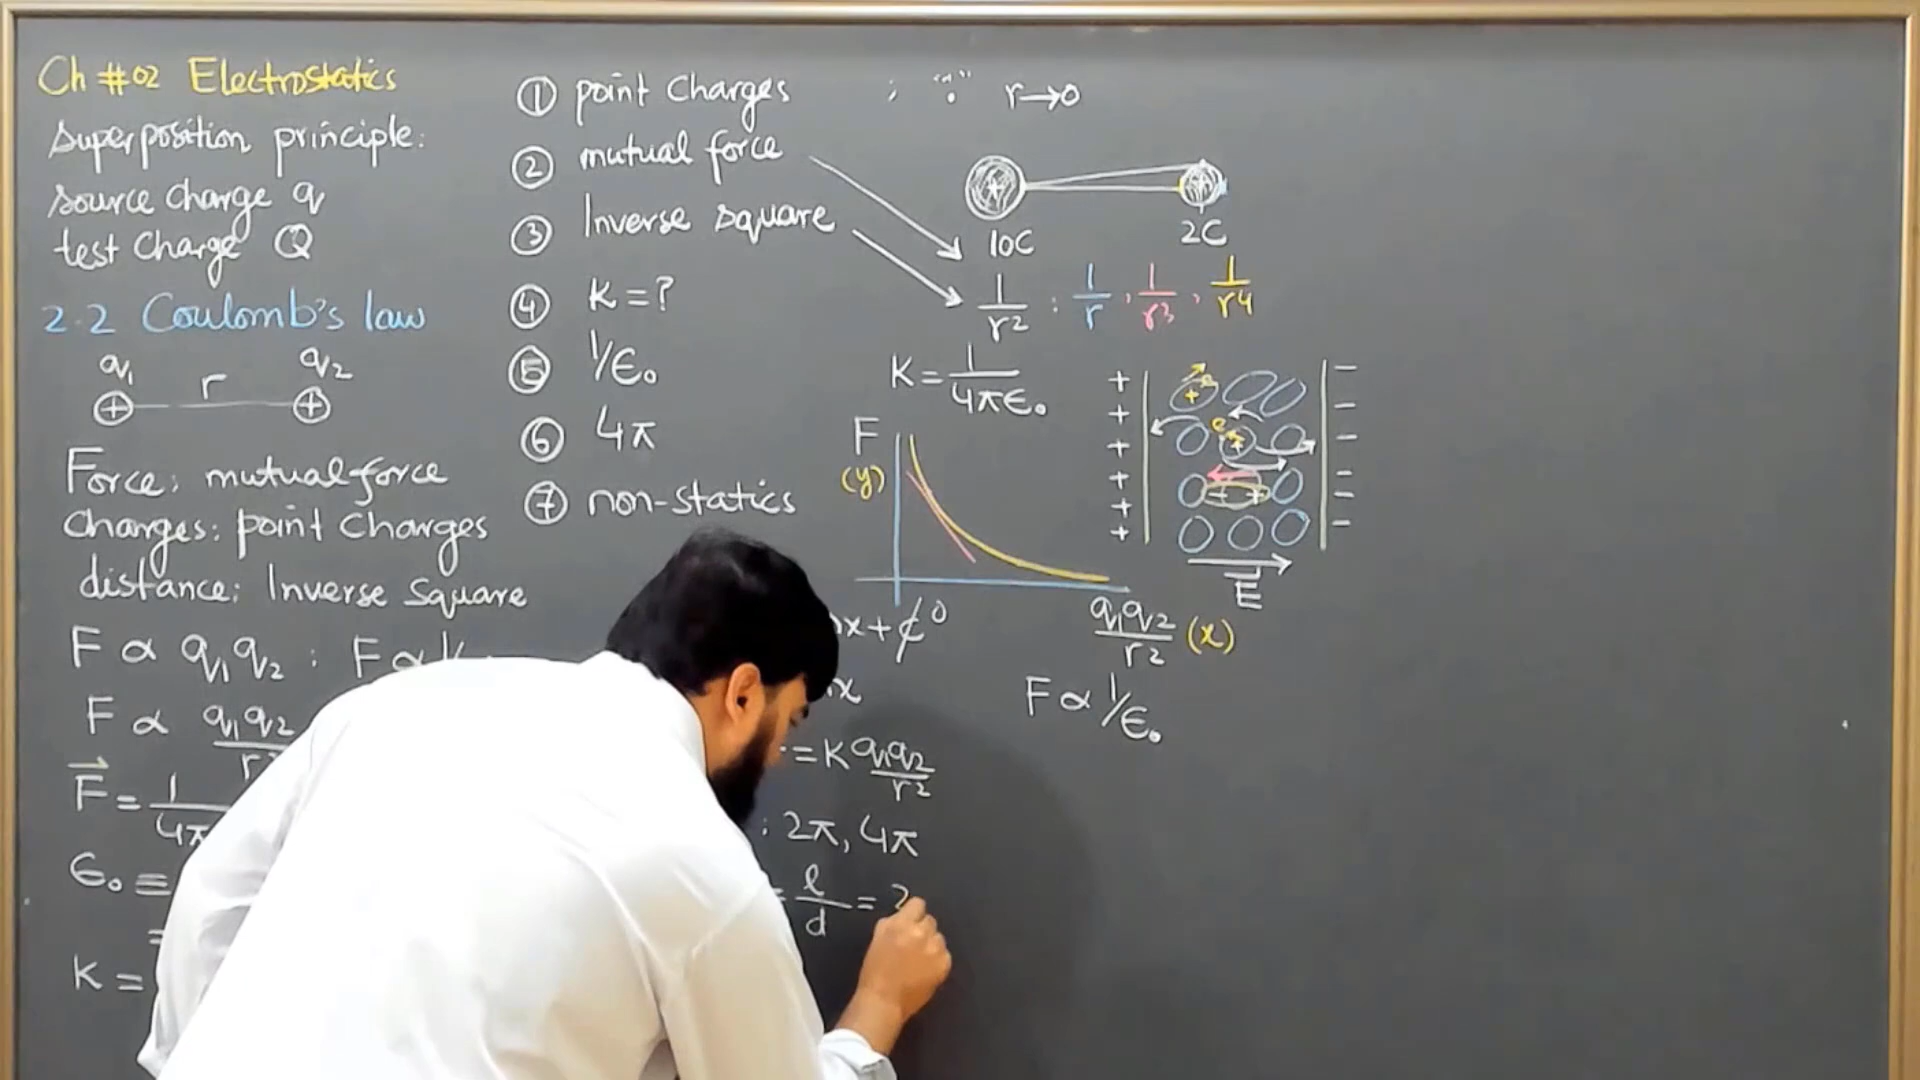 Ch #02 Electrostatics
superposition principle:
source charge q
test charge Q
2.2 Coulomb's law
q₁ r q₂
+ +
Force: mutual force
Charges: point Charges
distance: Inverse Square
F ∝ q₁q₂ : F ∝
F ∝ q₁q₂/r²
F⃗ = 1/4π
ϵ₀ =
=
K =
① point Charges ; "." r→0
② mutual force
③ Inverse square
④ K = ?
⑤ 1/ϵ₀
⑥ 4π
⑦ non-statics
10C 2C
1/r² : 1/r , 1/r³ , 1/r⁴
K = 1/4πϵ₀
F
(y)
q₁q₂/r² (x)
x + ȼ⁰
x
= K q₁q₂/r²
: 2π, 4π
= l/d = 2
+ + + + + +
e
+
e
+
- +
- - - - - -
E⃗
F ∝ 1/ϵ₀